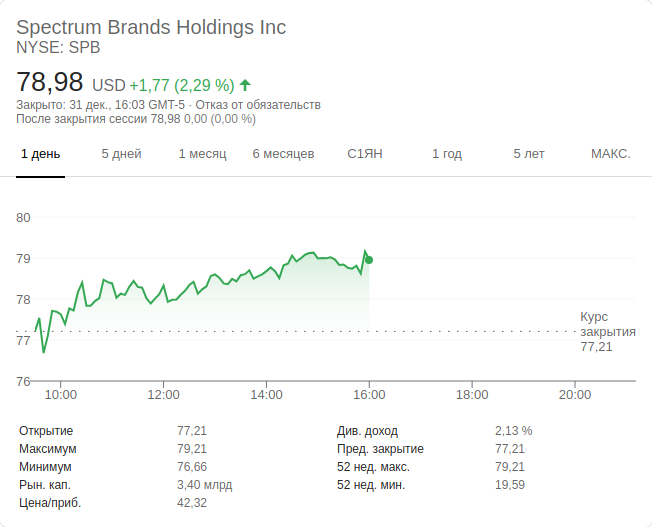 Spectrum Brands Holdings Inc
NYSE: SPB
78,98 USD +1,77 (2,29 %)
Закрыто: 31 дек., 16:03 GMT-5 · Отказ от обязательств
После закрытия сессии 78,98 0,00 (0,00 %)
1 день 5 дней 1 месяц 6 месяцев С1ЯН 1 год 5 лет МАКС.
80
79
78
Курс
закрытия
77,21
77
76
10:00 12:00 14:00 16:00 18:00 20:00
Открытие 77,21 Див. доход 2,13 %
Максимум 79,21 Пред. закрытие 77,21
Минимум 76,66 52 нед. макс. 79,21
Рын. кап. 3,40 млрд 52 нед. мин. 19,59
Цена/приб. 42,32